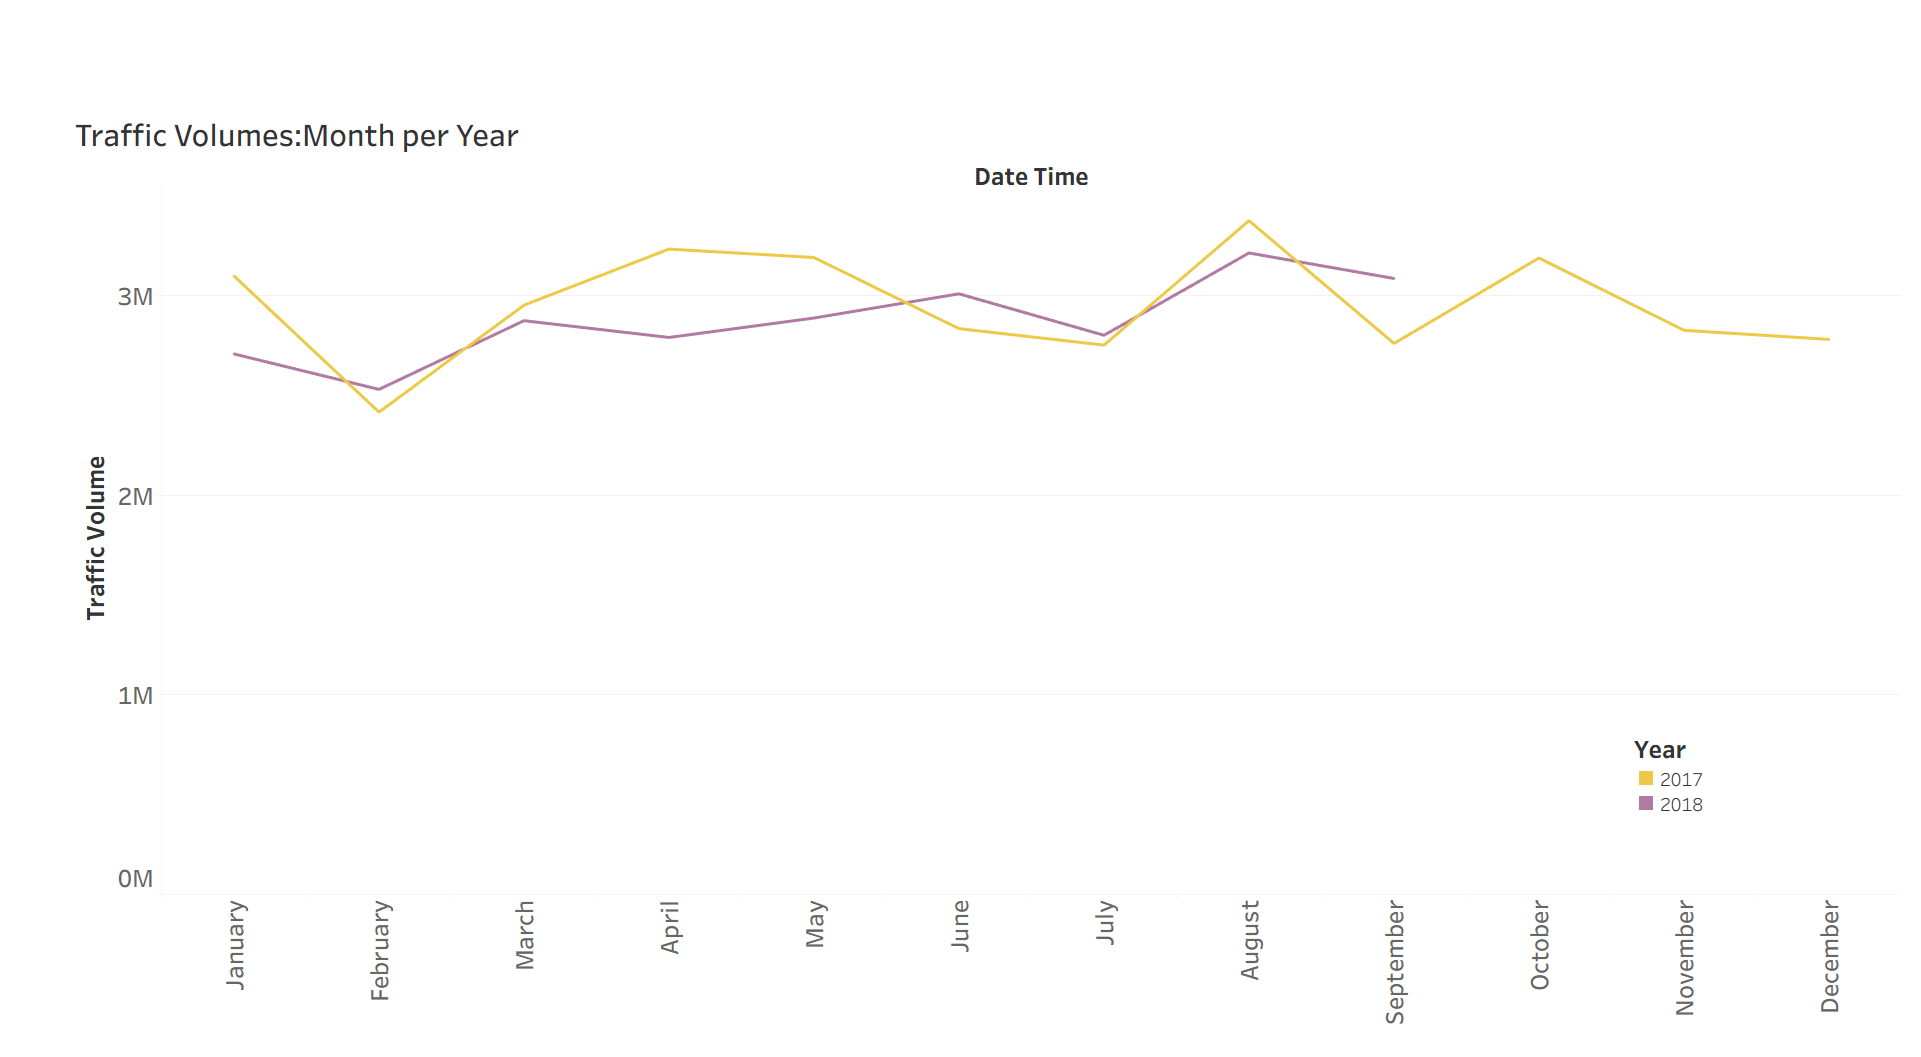 Traffic Volumes:Month per Year
Date Time
Traffic Volume
3M
2M
1M
0M
Year
2017
2018
January
February
March
April
May
June
July
August
September
October
November
December